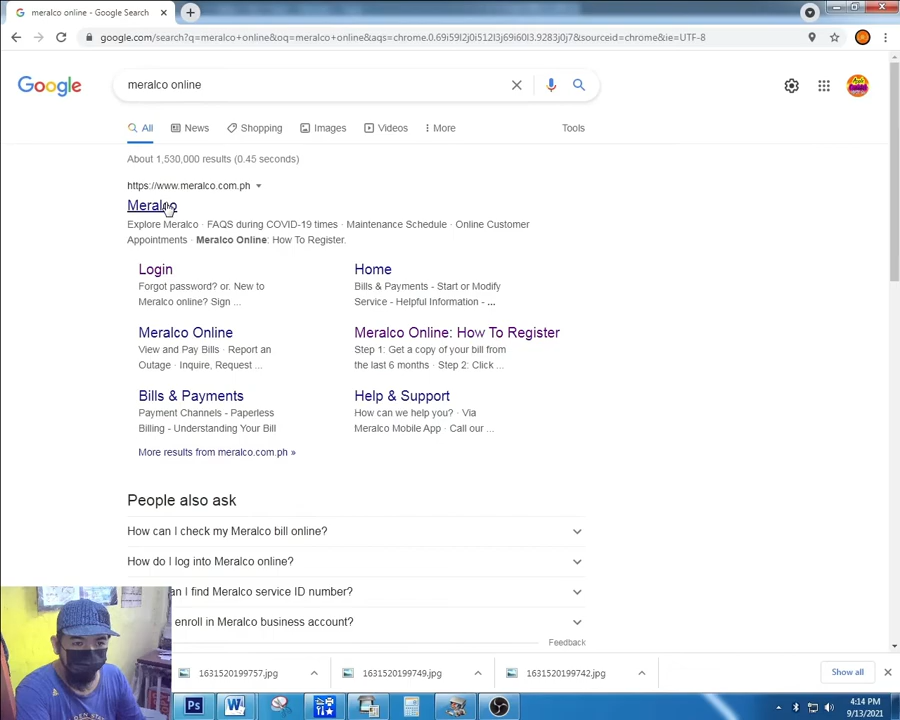 meralco online - Google Search
google.com/search?q=meralco+online&oq=meralco+online&aqs=chrome.0.69i59l2j0i512l3j69i60l3.9283j0j7&sourceid=chrome&ie=UTF-8
Google
meralco online
All
News
Shopping
Images
Videos
More
Tools
About 1,530,000 results (0.45 seconds)
https://www.meralco.com.ph
Meralco
Explore Meralco · FAQS during COVID-19 times · Maintenance Schedule · Online Customer
Appointments · Meralco Online: How To Register.
Login
Forgot password? or. New to
Meralco online? Sign ...
Home
Bills & Payments - Start or Modify
Service - Helpful Information - ...
Meralco Online
View and Pay Bills · Report an
Outage · Inquire, Request ...
Meralco Online: How To Register
Step 1: Get a copy of your bill from
the last 6 months · Step 2: Click ...
Bills & Payments
Payment Channels - Paperless
Billing - Understanding Your Bill
Help & Support
How can we help you? · Via
Meralco Mobile App · Call our ...
More results from meralco.com.ph »
People also ask
How can I check my Meralco bill online?
How do I log into Meralco online?
I find Meralco service ID number?
enroll in Meralco business account?
Feedback
1631520199757.jpg
1631520199749.jpg
1631520199742.jpg
Show all
Ps
W
4:14 PM
9/13/2021